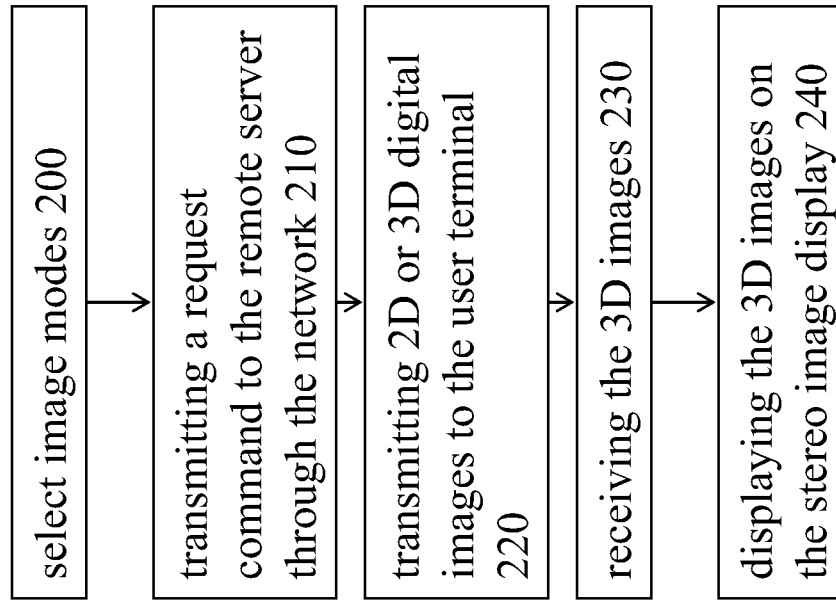 select image modes 200
transmitting a request
command to the remote server
through the network 210
transmitting 2D or 3D digital
images to the user terminal
220
receiving the 3D images 230
displaying the 3D images on
the stereo image display 240